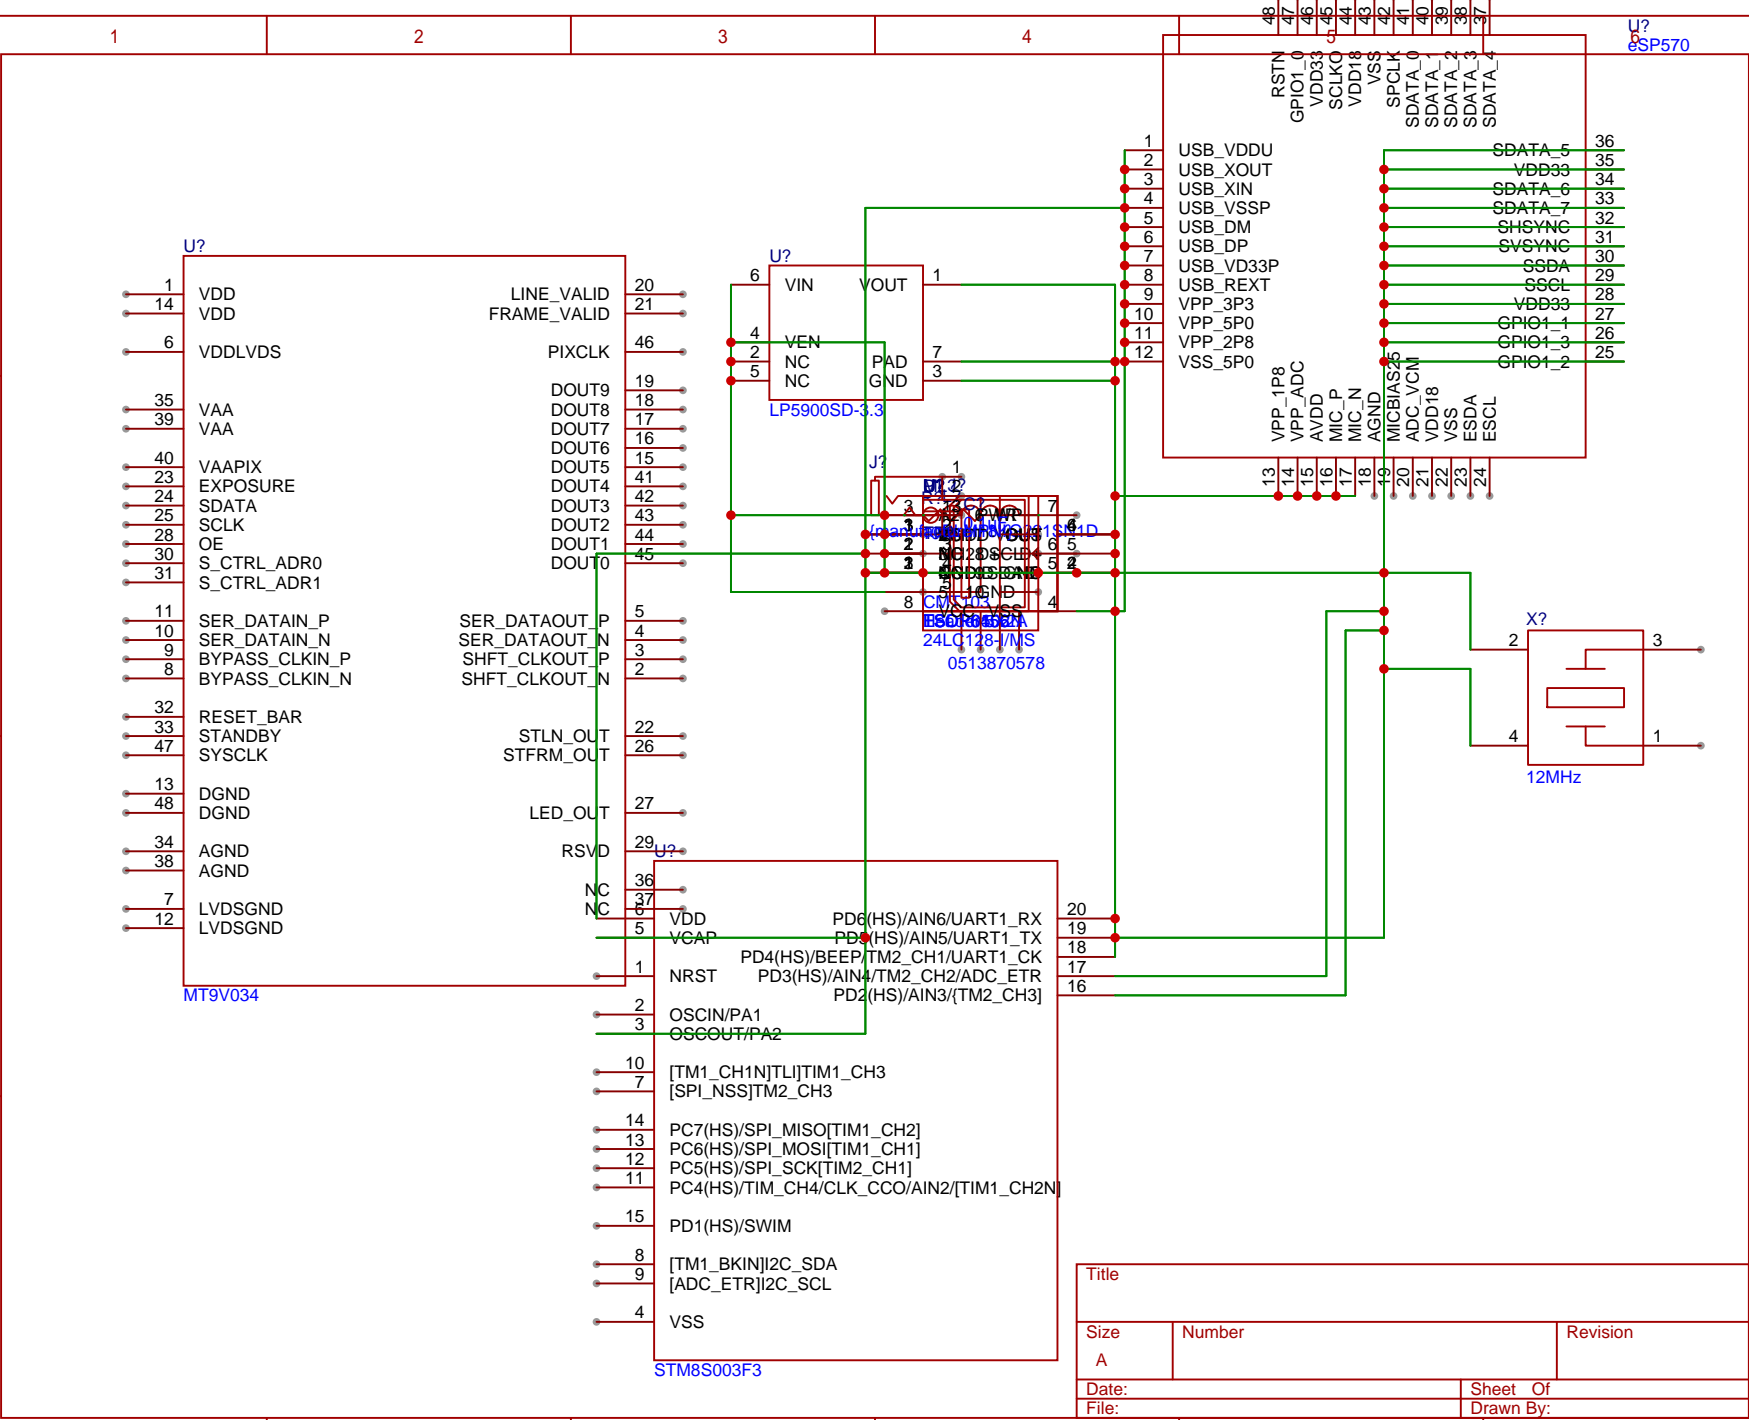 1 2 3 4 5 6
U?
eSP570
48 47 46 45 44 43 42 41 40 39 38 37
RSTN
GPIO1_0
VDD33
SCLKO
VDD18
VSS
SPCLK
SDATA_0
SDATA_1
SDATA_2
SDATA_3
SDATA_4
1 USB_VDDU
2 USB_XOUT
3 USB_XIN
4 USB_VSSP
5 USB_DM
6 USB_DP
7 USB_VD33P
8 USB_REXT
9 VPP_3P3
10 VPP_5P0
11 VPP_2P8
12 VSS_5P0
SDATA_5 36
VDD33 35
SDATA_6 34
SDATA_7 33
SHSYNC 32
SVSYNC 31
SSDA 30
SSCL 29
VDD33 28
GPIO1_1 27
GPIO1_3 26
GPIO1_2 25
VPP_1P8
VPP_ADC
AVDD
MIC_P
MIC_N
AGND
MICBIAS25
ADC_VCM
VDD18
VSS
ESDA
ESCL
13 14 15 16 17 18 19 20 21 22 23 24
U?
1 VDD
14 VDD
6 VDDLVDS
35 VAA
39 VAA
40 VAAPIX
23 EXPOSURE
24 SDATA
25 SCLK
28 OE
30 S_CTRL_ADR0
31 S_CTRL_ADR1
11 SER_DATAIN_P
10 SER_DATAIN_N
9 BYPASS_CLKIN_P
8 BYPASS_CLKIN_N
32 RESET_BAR
33 STANDBY
47 SYSCLK
13 DGND
48 DGND
34 AGND
38 AGND
7 LVDSGND
12 LVDSGND
LINE_VALID 20
FRAME_VALID 21
PIXCLK 46
DOUT9 19
DOUT8 18
DOUT7 17
DOUT6 16
DOUT5 15
DOUT4 41
DOUT3 42
DOUT2 43
DOUT1 44
DOUT0 45
SER_DATAOUT_P 5
SER_DATAOUT_N 4
SHFT_CLKOUT_P 3
SHFT_CLKOUT_N 2
STLN_OUT 22
STFRM_OUT 26
LED_OUT 27
RSVD 29
NC 36
NC 37
MT9V034
U?
6 VIN
4 VEN
2 NC
5 NC
VOUT 1
PAD 7
GND 3
LP5900SD-3.3
J?
1
7
6
5
8
4
24LC128-I/MS
0513870578
X?
2
3
4
1
12MHz
U?
6 VDD
5 VCAP
1 NRST
2 OSCIN/PA1
3 OSCOUT/PA2
10 [TM1_CH1N]TLI]TIM1_CH3
7 [SPI_NSS]TM2_CH3
14 PC7(HS)/SPI_MISO[TIM1_CH2]
13 PC6(HS)/SPI_MOSI[TIM1_CH1]
12 PC5(HS)/SPI_SCK[TIM2_CH1]
11 PC4(HS)/TIM_CH4/CLK_CCO/AIN2/[TIM1_CH2N]
15 PD1(HS)/SWIM
8 [TM1_BKIN]I2C_SDA
9 [ADC_ETR]I2C_SCL
4 VSS
PD6(HS)/AIN6/UART1_RX 20
PD5(HS)/AIN5/UART1_TX 19
PD4(HS)/BEEP/TM2_CH1/UART1_CK 18
PD3(HS)/AIN4/TM2_CH2/ADC_ETR 17
PD2(HS)/AIN3/{TM2_CH3] 16
STM8S003F3
Title
Size
Number
Revision
A
Date:
Sheet Of
File:
Drawn By: